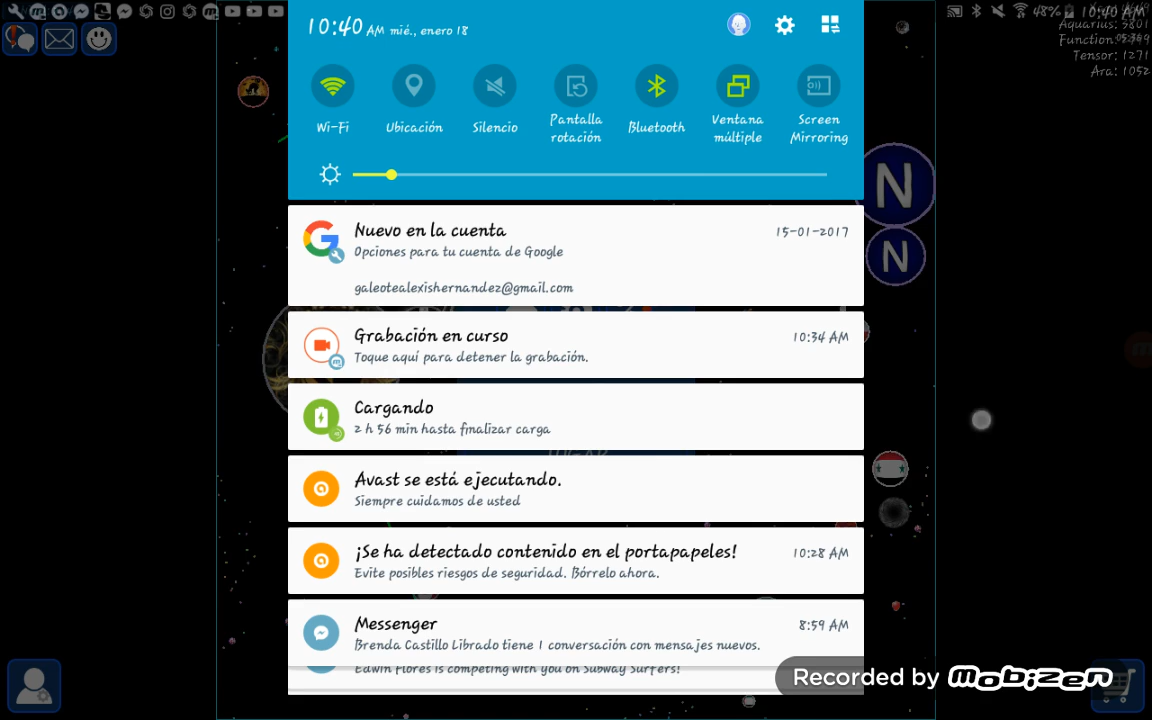 10:40 AM mié., enero 18
48% 10:40 AM
Aquarius: 5801
Tensor: 1271
Ara: 1052
Wi-Fi
Ubicación
Silencio
Pantalla
rotación
Bluetooth
Ventana
múltiple
Screen
Mirroring
N
N
Nuevo en la cuenta
15-01-2017
Opciones para tu cuenta de Google
galeotealexishernandez@gmail.com
Grabación en curso
10:34 AM
Toque aquí para detener la grabación.
Cargando
2 h 56 min hasta finalizar carga
Avast se está ejecutando.
Siempre cuidamos de usted
¡Se ha detectado contenido en el portapapeles!
10:28 AM
Evite posibles riesgos de seguridad. Bórrelo ahora.
Messenger
8:59 AM
Brenda Castillo Librado tiene 1 conversación con mensajes nuevos.
Edwin Flores is competing with you on Subway Surfers!
Recorded by Mobizen